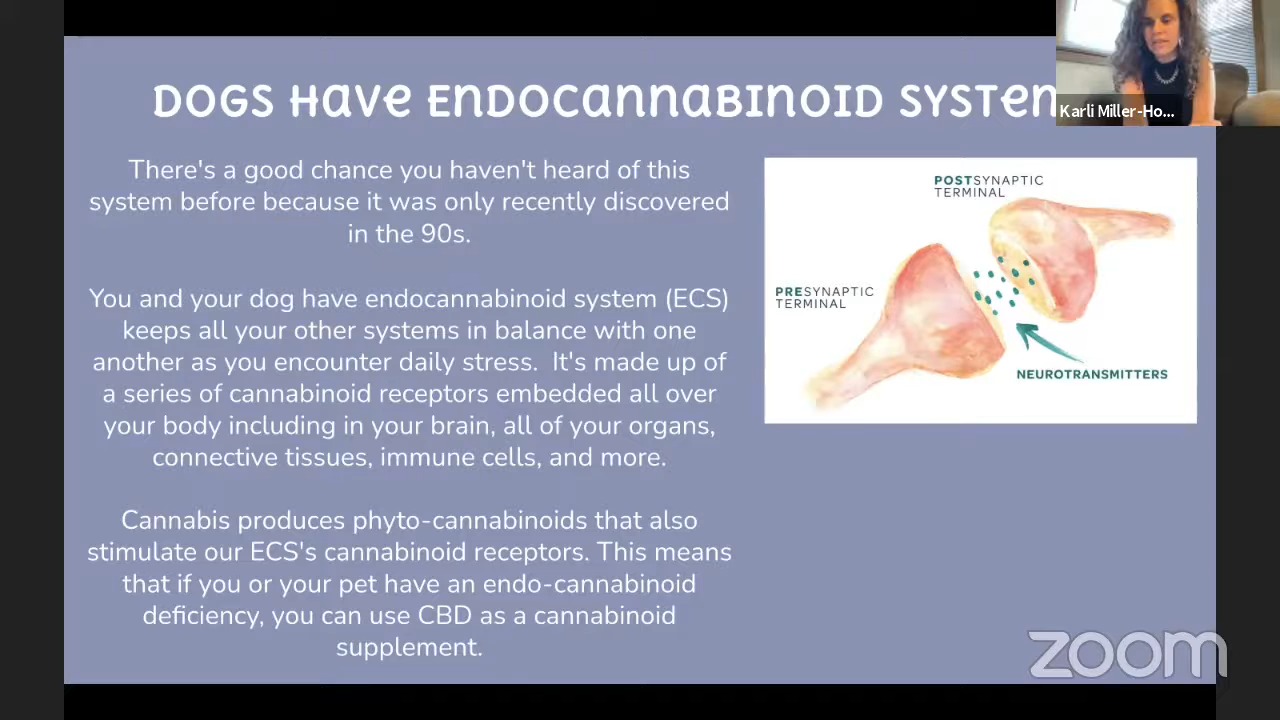 DOGS Have ENDOcannaBINOID SYSTEM
Karli Miller-Ho...
There's a good chance you haven't heard of this
system before because it was only recently discovered
in the 90s.
You and your dog have endocannabinoid system (ECS)
keeps all your other systems in balance with one
another as you encounter daily stress.  It's made up of
a series of cannabinoid receptors embedded all over
your body including in your brain, all of your organs,
connective tissues, immune cells, and more.
Cannabis produces phyto-cannabinoids that also
stimulate our ECS's cannabinoid receptors. This means
that if you or your pet have an endo-cannabinoid
deficiency, you can use CBD as a cannabinoid
supplement.
POSTSYNAPTIC
TERMINAL
PRESYNAPTIC
TERMINAL
NEUROTRANSMITTERS
zoom